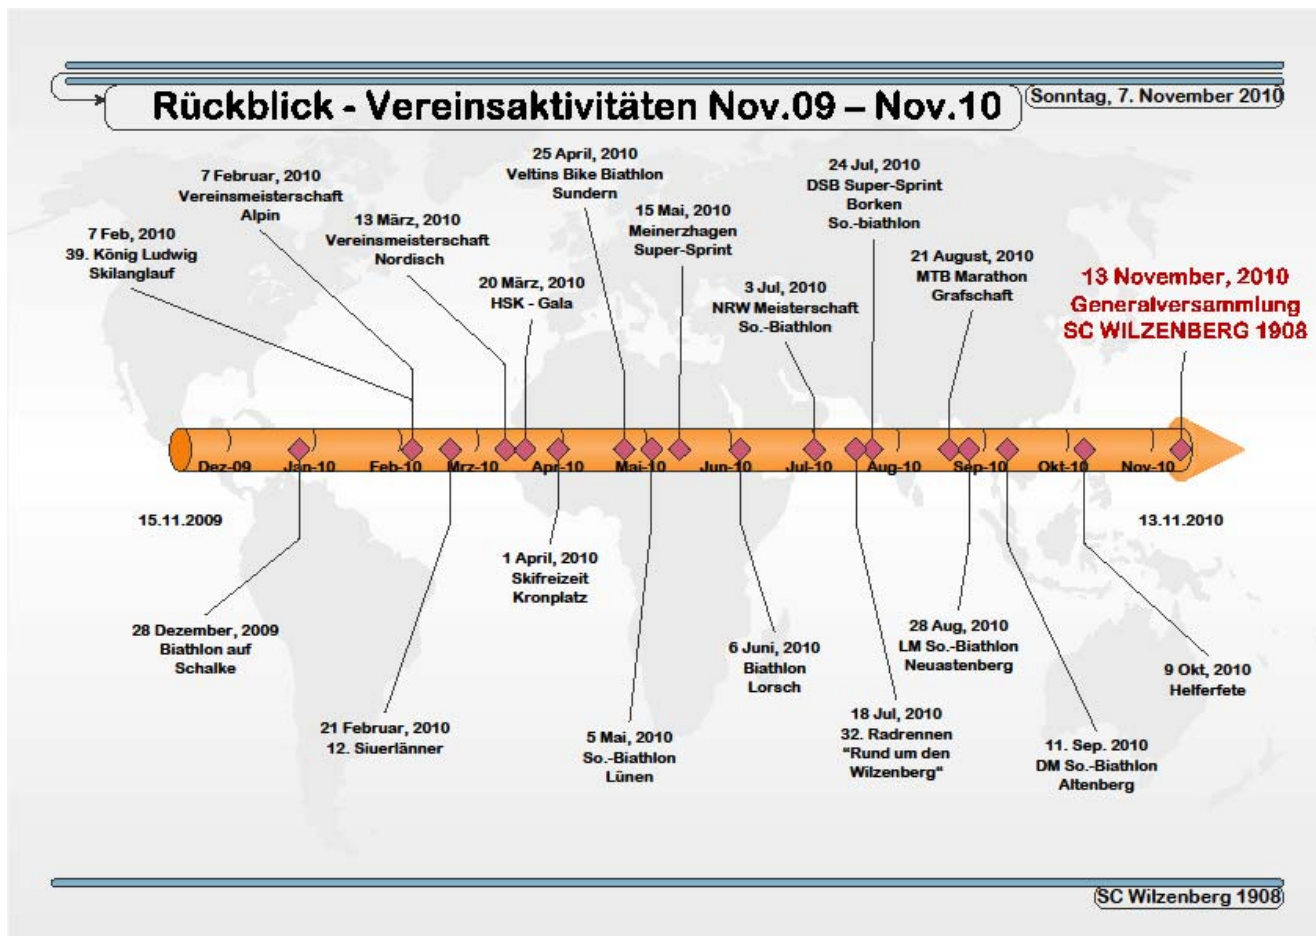 Rückblick - Vereinsaktivitäten Nov.09 – Nov.10
Sonntag, 7. November 2010
7 Feb, 2010
39. König Ludwig
Skilanglauf
7 Februar, 2010
Vereinsmeisterschaft
Alpin
13 März, 2010
Vereinsmeisterschaft
Nordisch
20 März, 2010
HSK - Gala
25 April, 2010
Veltins Bike Biathlon
Sundern
15 Mai, 2010
Meinerzhagen
Super-Sprint
3 Jul, 2010
NRW Meisterschaft
So.-Biathlon
24 Jul, 2010
DSB Super-Sprint
Borken
So.-biathlon
21 August, 2010
MTB Marathon
Grafschaft
13 November, 2010
Generalversammlung
SC WILZENBERG 1908
Dez-09 Jan-10 Feb-10 Mrz-10 Apr-10 Mai-10 Jun-10 Jul-10 Aug-10 Sep-10 Okt-10 Nov-10
15.11.2009
13.11.2010
28 Dezember, 2009
Biathlon auf
Schalke
21 Februar, 2010
12. Siuerlänner
1 April, 2010
Skifreizeit
Kronplatz
5 Mai, 2010
So.-Biathlon
Lünen
6 Juni, 2010
Biathlon
Lorsch
18 Jul, 2010
32. Radrennen
"Rund um den
Wilzenberg"
28 Aug, 2010
LM So.-Biathlon
Neuastenberg
11. Sep. 2010
DM So.-Biathlon
Altenberg
9 Okt, 2010
Helferfete
SC Wilzenberg 1908